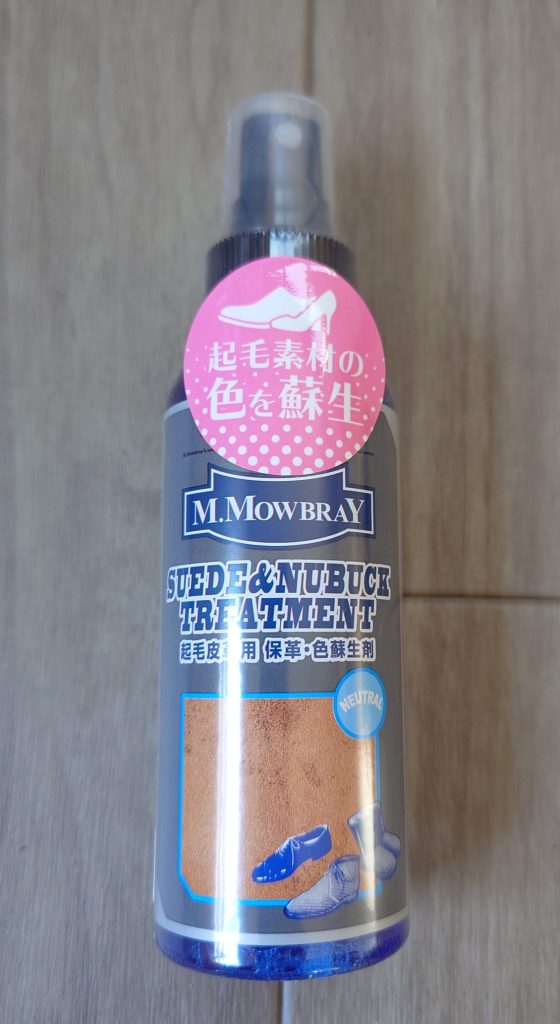 起毛素材の
色を蘇生
M.MOWBRAY
SUEDE&NUBUCK
TREATMENT
起毛皮革用 保革・色蘇生剤
NEUTRAL